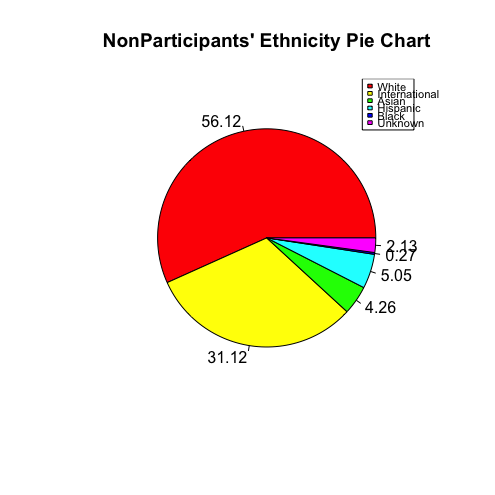 NonParticipants' Ethnicity Pie Chart
White
International
Asian
Hispanic
Black
Unknown
56.12
2.13
0.27
5.05
4.26
31.12